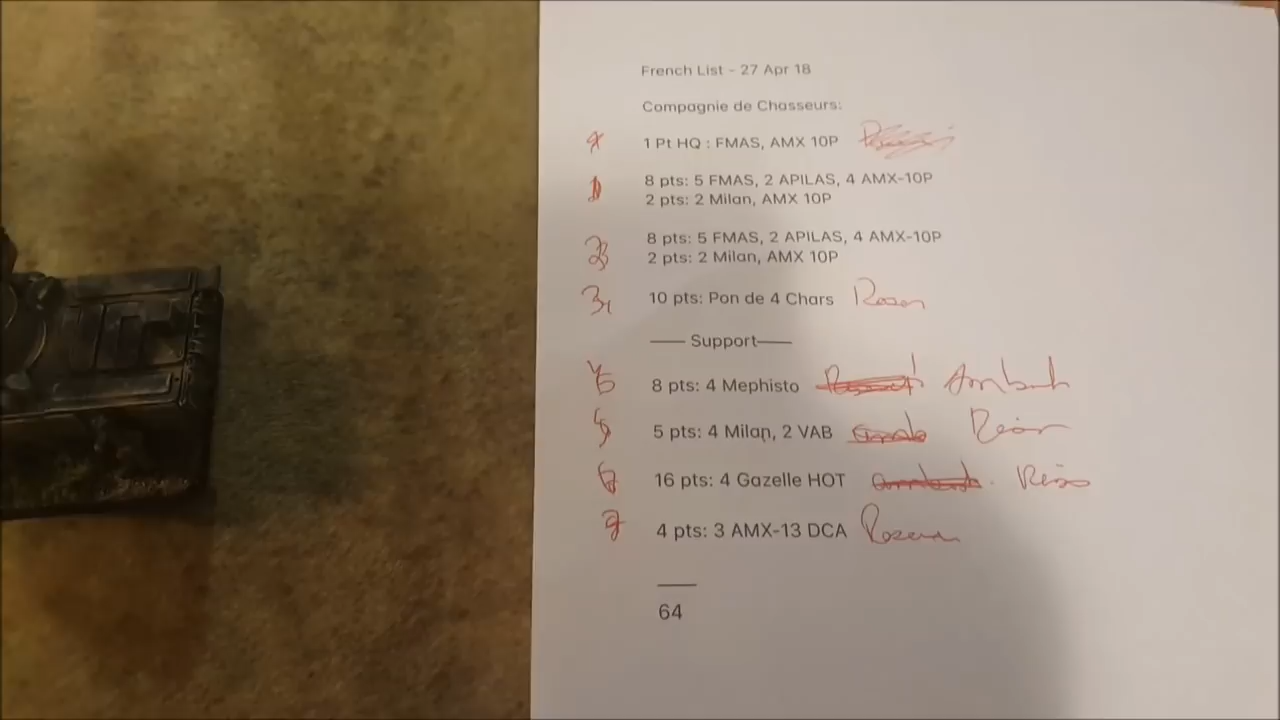 French List - 27 Apr 18
Compagnie de Chasseurs:
1 Pt HQ : FMAS, AMX 10P
8 pts: 5 FMAS, 2 APILAS, 4 AMX-10P
2 pts: 2 Milan, AMX 10P
8 pts: 5 FMAS, 2 APILAS, 4 AMX-10P
2 pts: 2 Milan, AMX 10P
10 pts: Pon de 4 Chars
Support
8 pts: 4 Mephisto Ambush
5 pts: 4 Milan, 2 VAB
16 pts: 4 Gazelle HOT
4 pts: 3 AMX-13 DCA
64